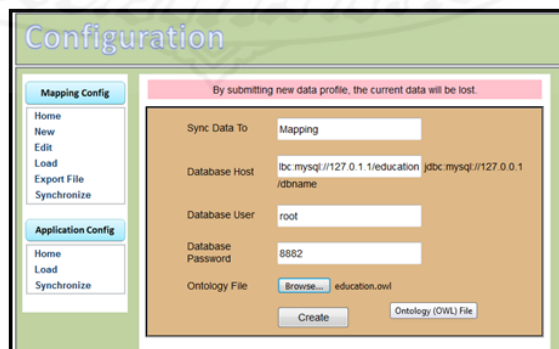 Configuration
Mapping Config
Home
New
Edit
Load
Export File
Synchronize
Application Config
Home
Load
Synchronize
By submitting new data profile, the current data will be lost.
Sync Data To
Mapping
Database Host
lbc:mysql://127.0.1.1/education
jdbc:mysql://127.0.0.1
/dbname
Database User
root
Database
Password
8882
Ontology File
Browse...
education.owl
Create
Ontology (OWL) File